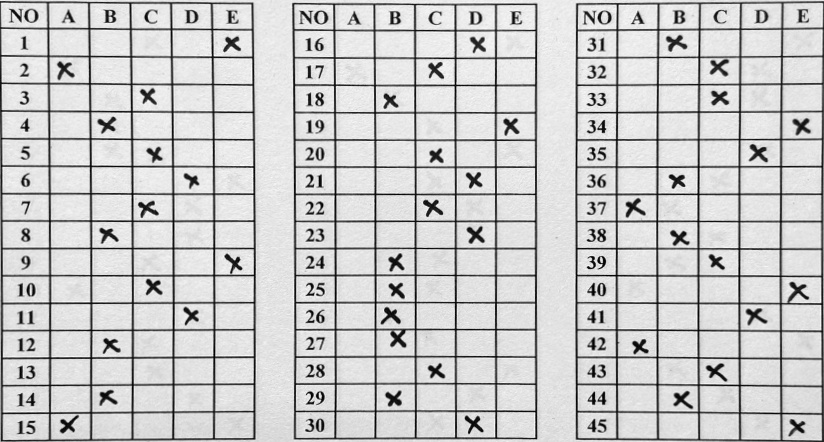 NO A B C D E
1 X
2 X
3 X
4 X
5 X
6 X
7 X
8 X
9 X
10 X
11 X
12 X
13
14 X
15 X
NO A B C D E
16 X
17 X
18 X
19 X
20 X
21 X
22 X
23 X
24 X
25 X
26 X
27 X
28 X
29 X
30 X
NO A B C D E
31 X
32 X
33 X
34 X
35 X
36 X
37 X
38 X
39 X
40 X
41 X
42 X
43 X
44 X
45 X